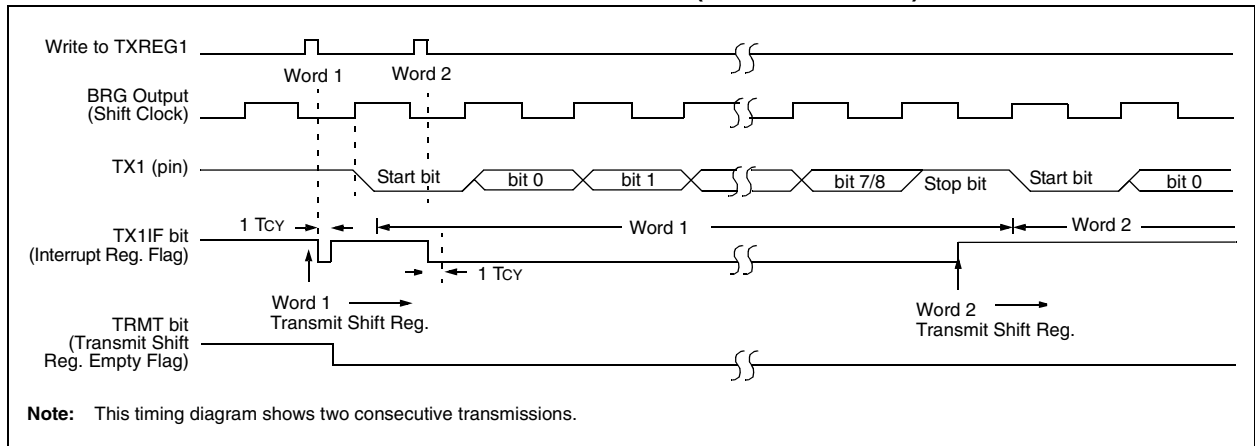 Write to TXREG1
Word 1
Word 2
BRG Output
(Shift Clock)
TX1 (pin)
Start bit
bit 0
bit 1
bit 7/8
Stop bit
Start bit
bit 0
1 TCY
Word 1
Word 2
TX1IF bit
(Interrupt Reg. Flag)
1 TCY
Word 1
Transmit Shift Reg.
Word 2
Transmit Shift Reg.
TRMT bit
(Transmit Shift
Reg. Empty Flag)
Note: This timing diagram shows two consecutive transmissions.